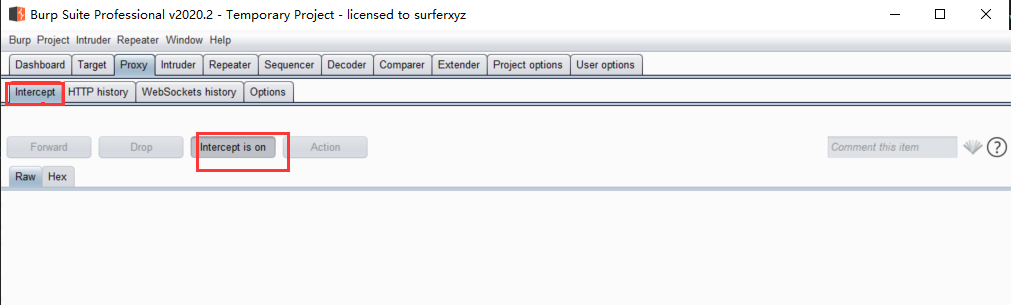 Burp Suite Professional v2020.2 - Temporary Project - licensed to surferxyz
Burp Project Intruder Repeater Window Help
Dashboard Target Proxy Intruder Repeater Sequencer Decoder Comparer Extender Project options User options
Intercept HTTP history WebSockets history Options
Forward Drop Intercept is on Action Comment this item ?
Raw Hex